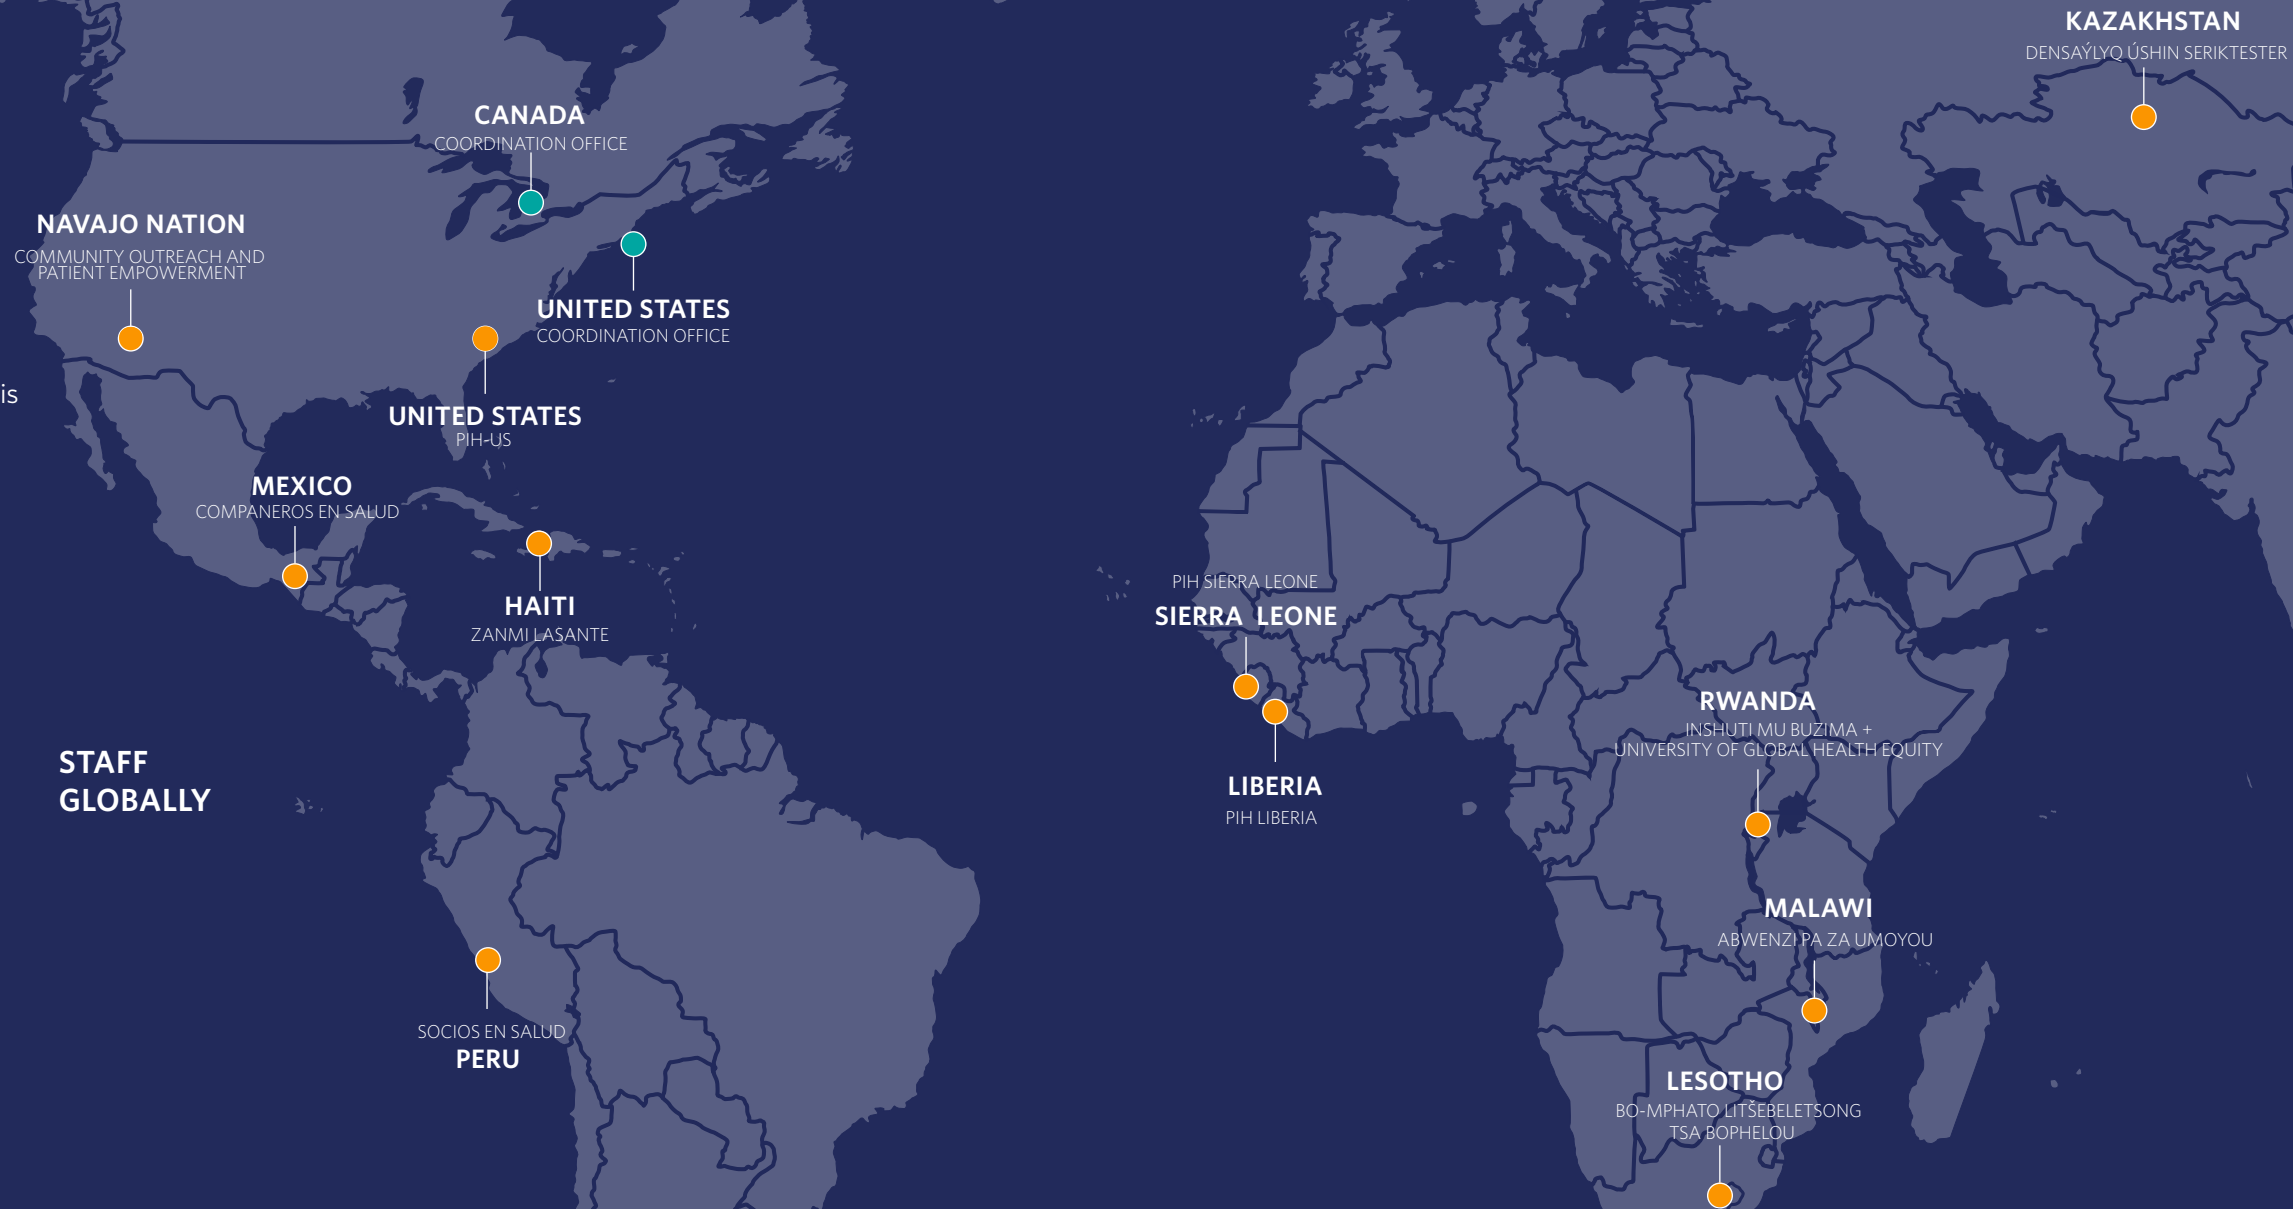 KAZAKHSTAN
DENSAÝLYQ ÚSHIN SERIKTESTER
CANADA
COORDINATION OFFICE
NAVAJO NATION
COMMUNITY OUTREACH AND
PATIENT EMPOWERMENT
UNITED STATES
COORDINATION OFFICE
is
UNITED STATES
PIH-US
MEXICO
COMPANEROS EN SALUD
HAITI
ZANMI LASANTE
PIH SIERRA LEONE
SIERRA LEONE
RWANDA
INSHUTI MU BUZIMA +
UNIVERSITY OF GLOBAL HEALTH EQUITY
STAFF
GLOBALLY
LIBERIA
PIH LIBERIA
MALAWI
ABWENZI PA ZA UMOYOU
SOCIOS EN SALUD
PERU
LESOTHO
BO-MPHATO LITŠEBELETSONG
TSA BOPHELOU